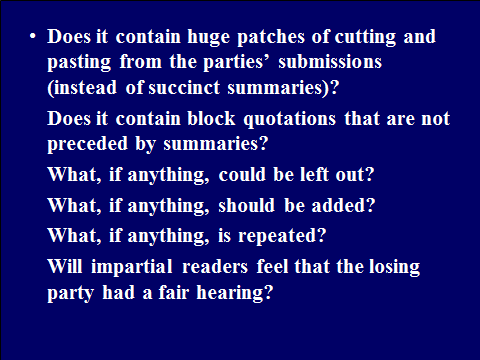 • Does it contain huge patches of cutting and
pasting from the parties’ submissions
(instead of succinct summaries)?
Does it contain block quotations that are not
preceded by summaries?
What, if anything, could be left out?
What, if anything, should be added?
What, if anything, is repeated?
Will impartial readers feel that the losing
party had a fair hearing?